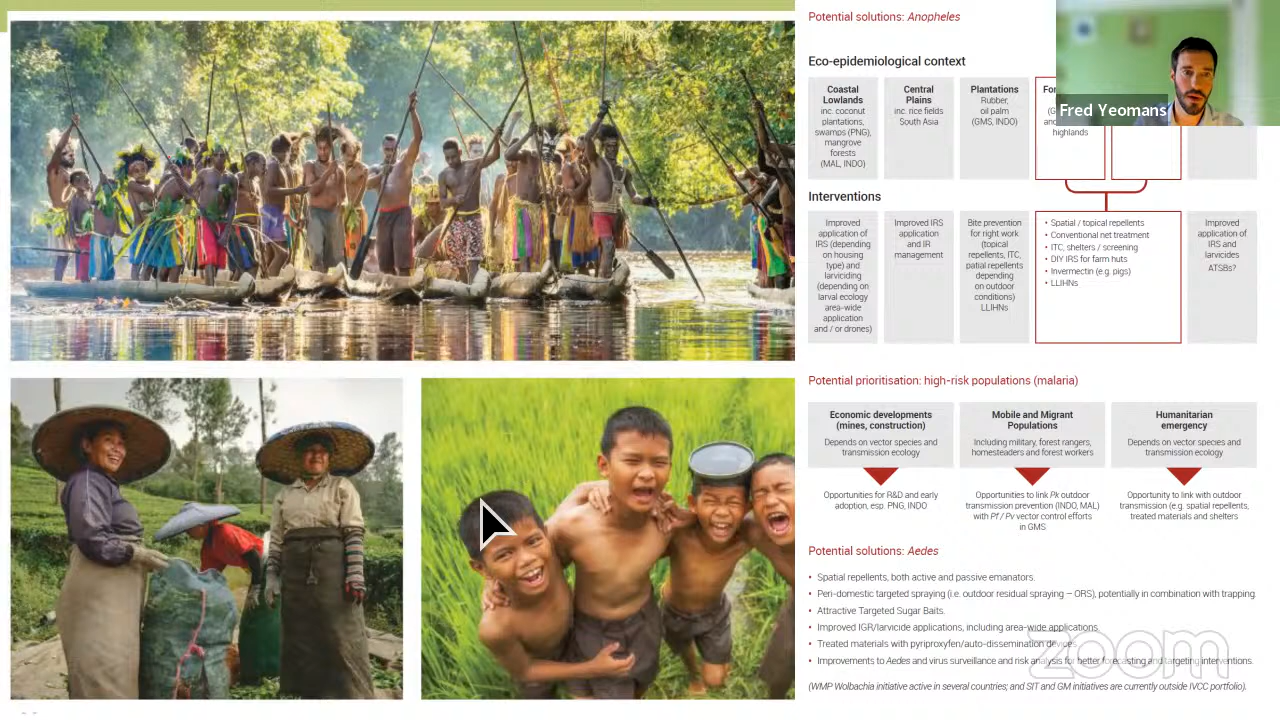 Potential solutions: Anopheles
Fred Yeomans
Eco-epidemiological context
Coastal
Lowlands
inc. coconut
plantations,
swamps (PNG),
mangrove
forests
(MAL, INDO)
Central
Plains
inc. rice fields
South Asia
Plantations
Rubber,
oil palm
(GMS, INDO)
highlands
Interventions
Improved
application of
IRS (depending
on housing
type) and
larviciding
(depending on
larval ecology
area-wide
application
and / or drones)
Improved IRS
application
and IR
management
Bite prevention
for right work
(topical
repellents, ITC,
patial repellents
depending
on outdoor
conditions)
LLIHNs
• Spatial / topical repellents
• Conventional net treatment
• ITC, shelters / screening
• DIY IRS for farm huts
• Invermectin (e.g. pigs)
• LLIHNs
Improved
application of
IRS and
larvicides
ATSBs?
Potential prioritisation: high-risk populations (malaria)
Economic developments
(mines, construction)
Depends on vector species and
transmission ecology
Opportunities for R&D and early
adoption, esp. PNG, INDO
Mobile and Migrant
Populations
Including military, forest rangers,
homesteaders and forest workers
Opportunities to link Pk outdoor
transmission prevention (INDO, MAL)
with Pf / Pv vector control efforts
in GMS
Humanitarian
emergency
Depends on vector species and
transmission ecology
Opportunity to link with outdoor
transmission (e.g. spatial repellents,
treated materials and shelters
Potential solutions: Aedes
• Spatial repellents, both active and passive emanators.
• Peri-domestic targeted spraying (i.e. outdoor residual spraying – ORS), potentially in combination with trapping.
• Attractive Targeted Sugar Baits.
• Improved IGR/larvicide applications, including area-wide applications.
• Treated materials with pyriproxyfen/auto-dissemination devices.
• Improvements to Aedes and virus surveillance and risk analysis for better forecasting and targeting interventions.
(WMP Wolbachia initiative active in several countries; and SIT and GM initiatives are currently outside IVCC portfolio).
zoom